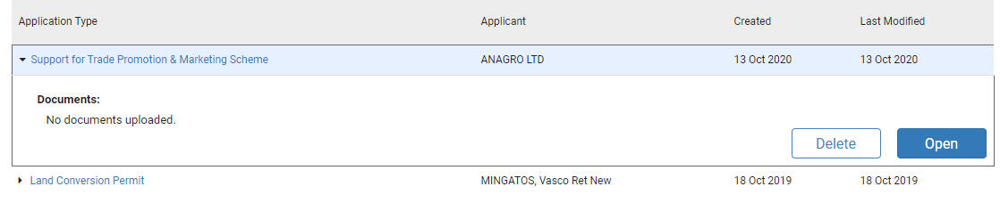 Application Type Applicant Created Last Modified
Support for Trade Promotion & Marketing Scheme ANAGRO LTD 13 Oct 2020 13 Oct 2020
Documents:
No documents uploaded.
Delete Open
Land Conversion Permit MINGATOS, Vasco Ret New 18 Oct 2019 18 Oct 2019